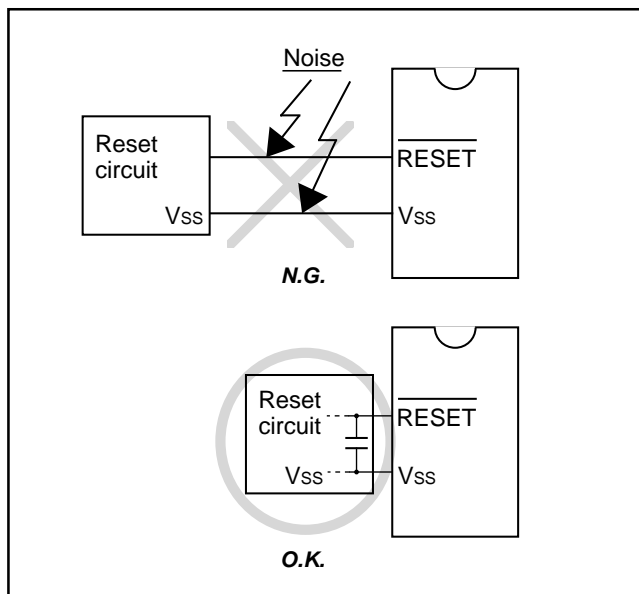 Noise
Reset
circuit
RESET
Vss
Vss
N.G.
Reset
circuit
RESET
Vss
Vss
O.K.